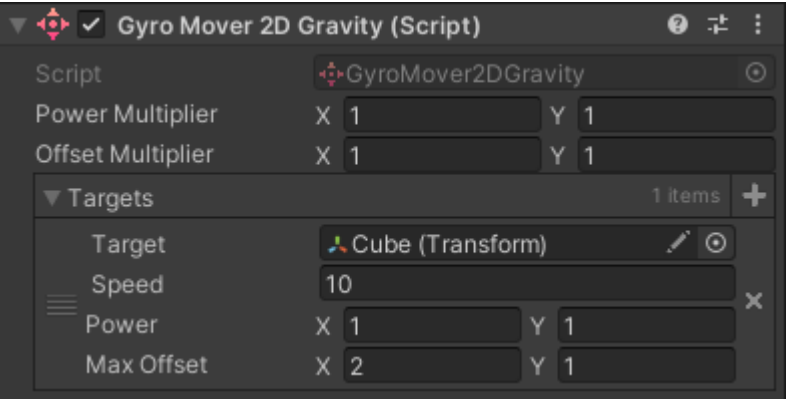 Gyro Mover 2D Gravity (Script)
Script GyroMover2DGravity
Power Multiplier X 1 Y 1
Offset Multiplier X 1 Y 1
Targets 1 items
Target Cube (Transform)
Speed 10
Power X 1 Y 1
Max Offset X 2 Y 1